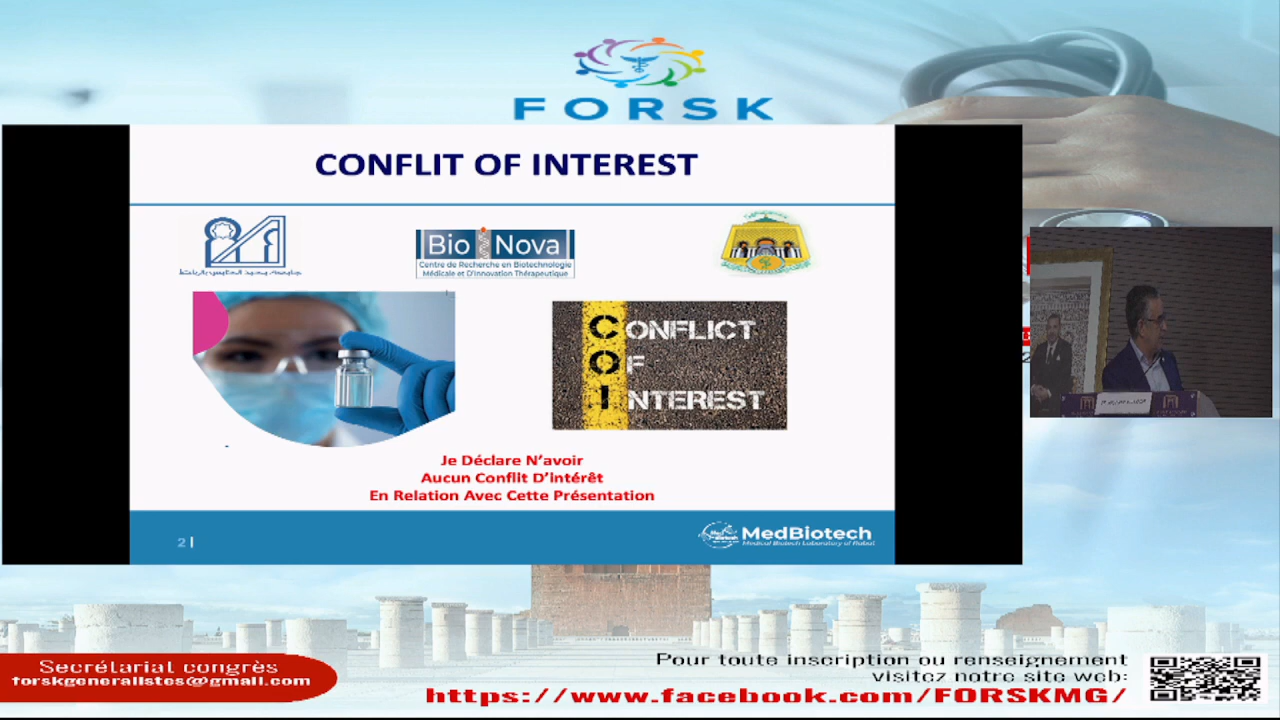 FORSK
CONFLIT OF INTEREST
Bio Nova
Centre de Recherche en Biotechnologie
Médicale et D'Innovation Thérapeutique
CONFLICT
OF
INTEREST
Je Déclare N'avoir
Aucun Conflit D'intérêt
En Relation Avec Cette Présentation
2 |
MedBiotech
Medical Biotech Laboratory of Rabat
Secrétariat congrès
forskgeneralistes@gmail.com
Pour toute inscription ou renseignement
visitez notre site web:
https://www.facebook.com/FORSKMG/